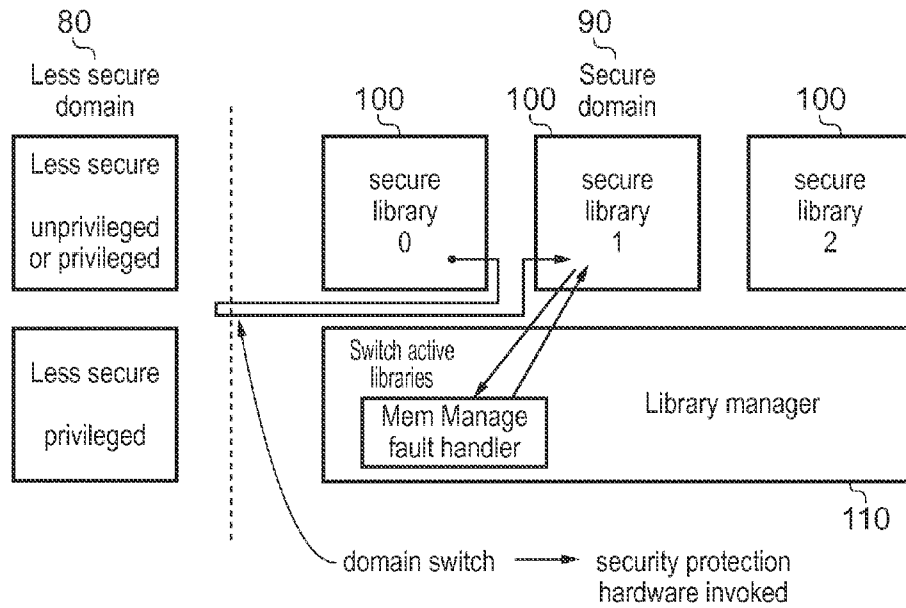 80
Less secure
domain
90
Secure
domain
100
100
100
Less secure
unprivileged
or privileged
secure
library
0
secure
library
1
secure
library
2
Less secure
privileged
Switch active
libraries
Mem Manage
fault handler
Library manager
110
domain switch
security protection
hardware invoked